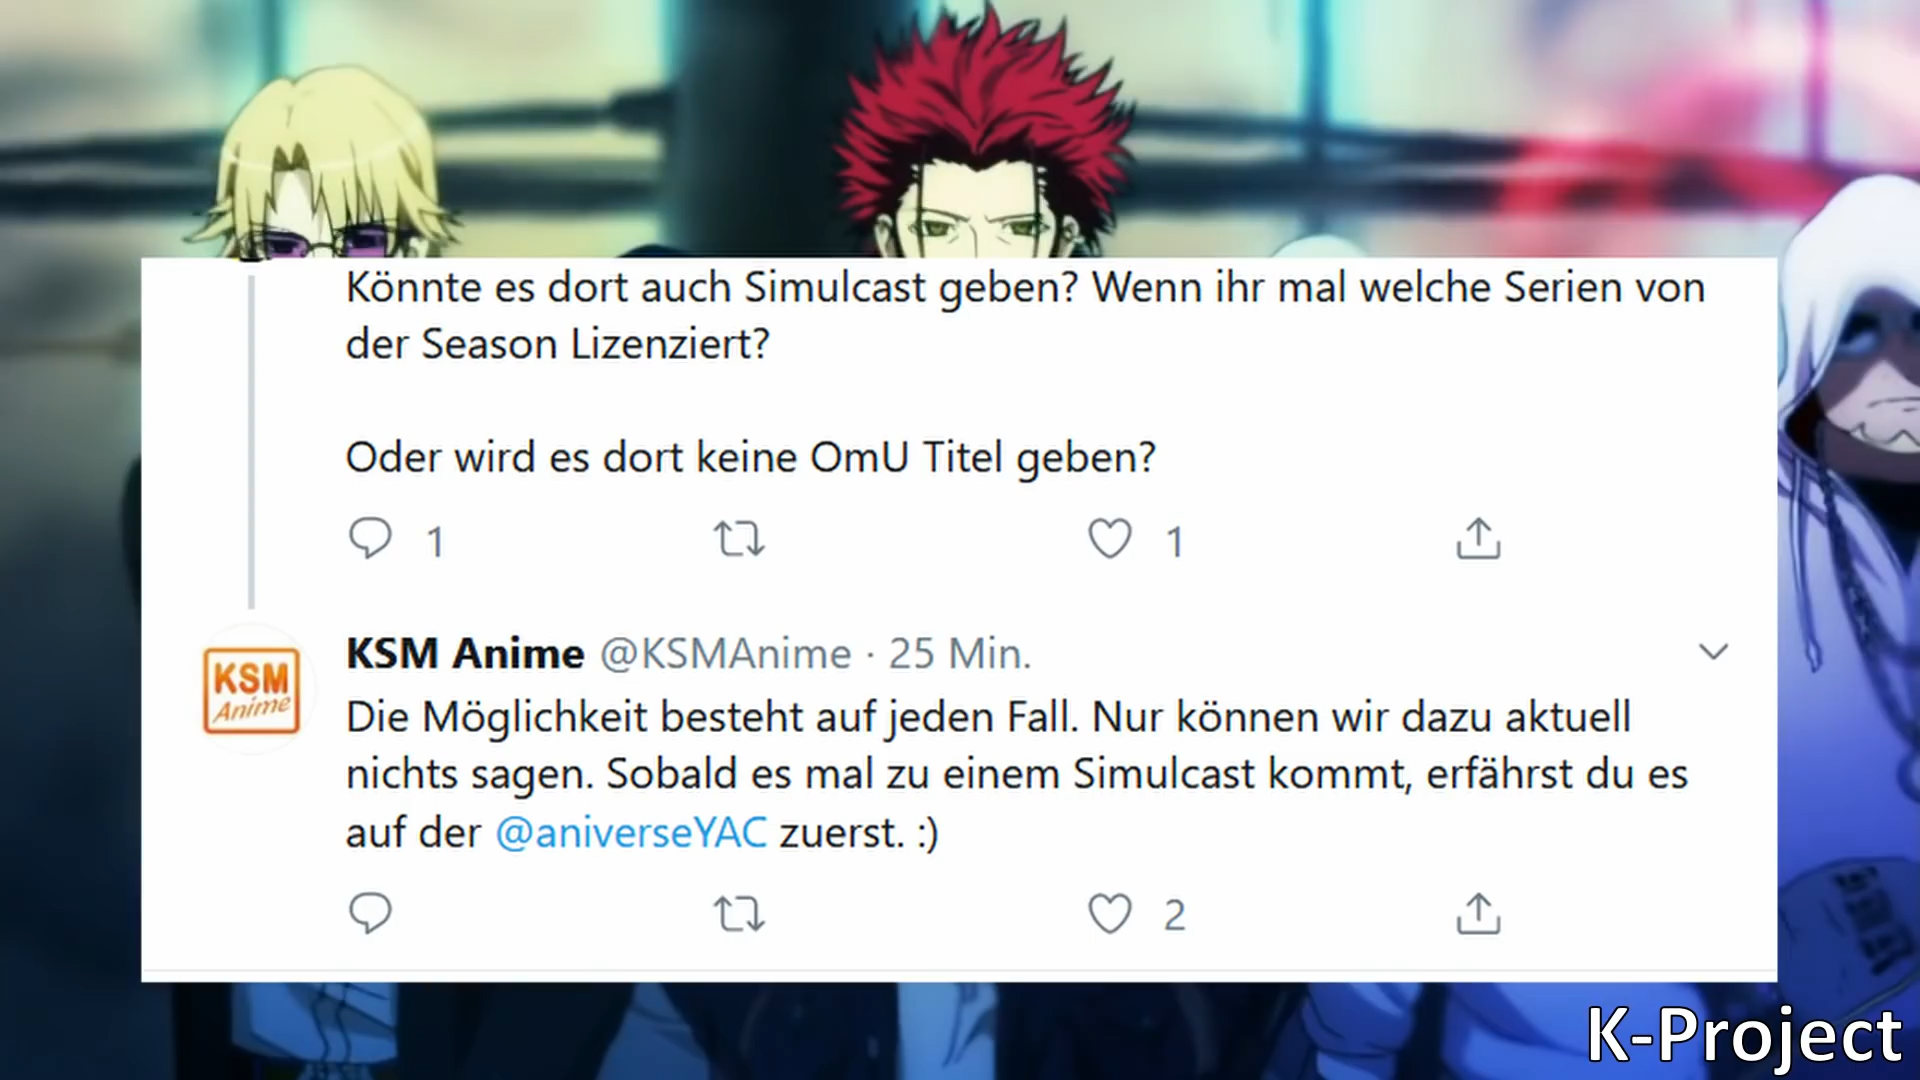 Könnte es dort auch Simulcast geben? Wenn ihr mal welche Serien von
der Season Lizenziert?
Oder wird es dort keine OmU Titel geben?
1 1
KSM Anime @KSMAnime · 25 Min.
KSM
Anime
Die Möglichkeit besteht auf jeden Fall. Nur können wir dazu aktuell
nichts sagen. Sobald es mal zu einem Simulcast kommt, erfährst du es
auf der @aniverseYAC zuerst. :)
2
K-Project